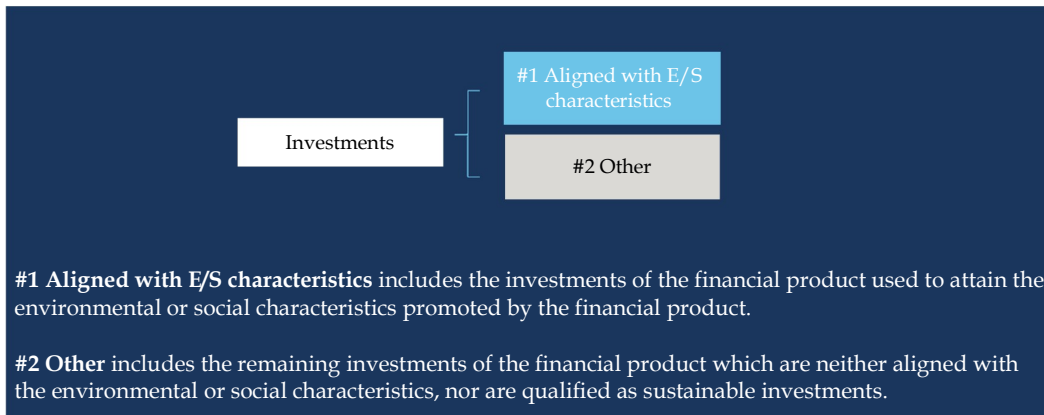 #1 Aligned with E/S
characteristics
Investments
#2 Other
#1 Aligned with E/S characteristics includes the investments of the financial product used to attain the
environmental or social characteristics promoted by the financial product.
#2 Other includes the remaining investments of the financial product which are neither aligned with
the environmental or social characteristics, nor are qualified as sustainable investments.